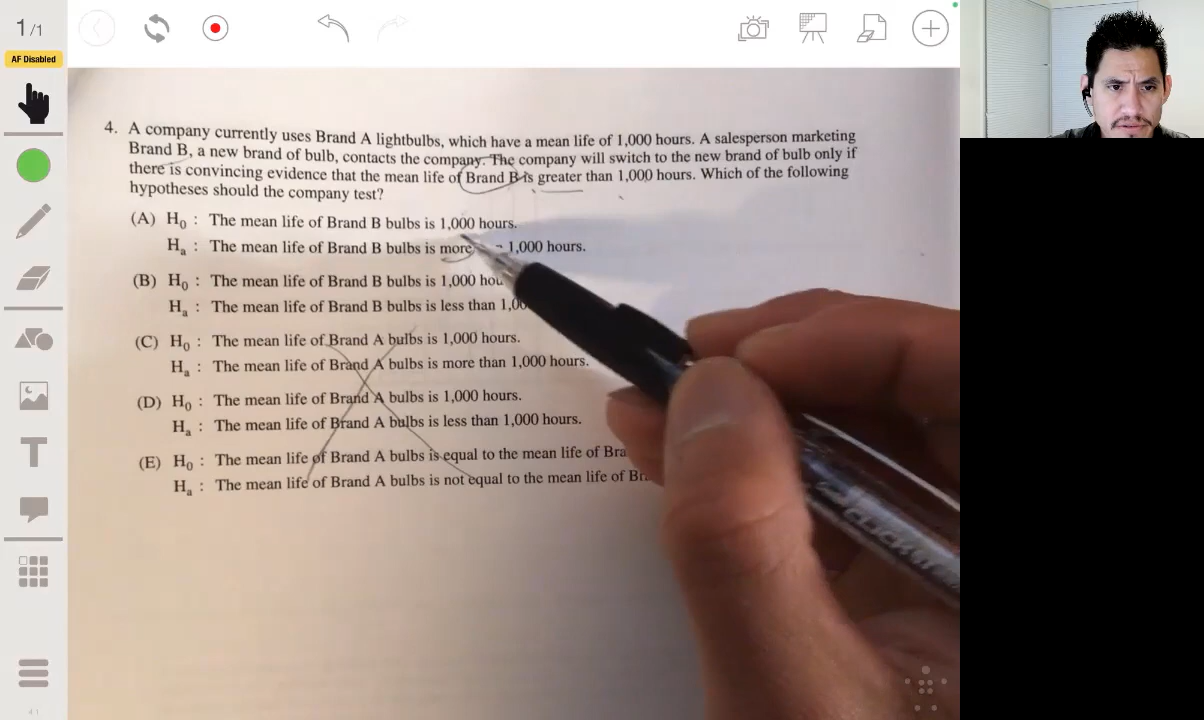 1/1
AF Disabled
4. A company currently uses Brand A lightbulbs, which have a mean life of 1,000 hours. A salesperson marketing
Brand B, a new brand of bulb, contacts the company. The company will switch to the new brand of bulb only if
there is convincing evidence that the mean life of Brand B is greater than 1,000 hours. Which of the following
hypotheses should the company test?
(A) H₀ : The mean life of Brand B bulbs is 1,000 hours.
Hₐ : The mean life of Brand B bulbs is more 1,000 hours.
(B) H₀ : The mean life of Brand B bulbs is 1,000
Hₐ : The mean life of Brand B bulbs is less than
(C) H₀ : The mean life of Brand A bulbs is 1,000 hours.
Hₐ : The mean life of Brand A bulbs is more than 1,000 hours.
(D) H₀ : The mean life of Brand A bulbs is 1,000 hours.
Hₐ : The mean life of Brand A bulbs is less than 1,000 hours.
(E) H₀ : The mean life of Brand A bulbs is equal to the mean life of
Hₐ : The mean life of Brand A bulbs is not equal to the mean life of
T